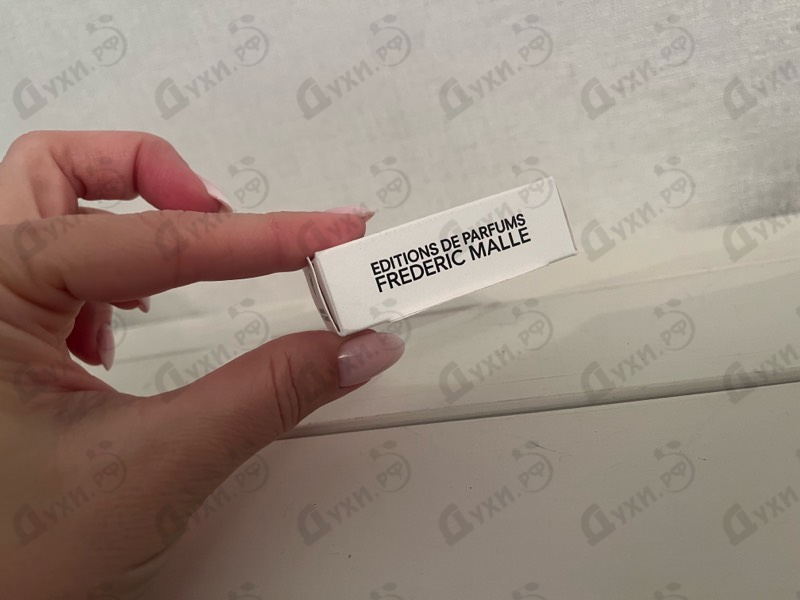 EDITIONS DE PARFUMS
FREDERIC MALLE
Духи.рф